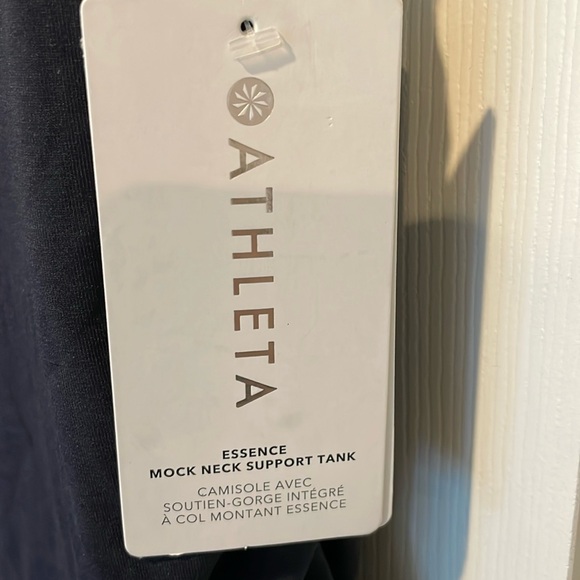 ATHLETA
ESSENCE
MOCK NECK SUPPORT TANK
CAMISOLE AVEC
SOUTIEN-GORGE INTÉGRÉ
À COL MONTANT ESSENCE